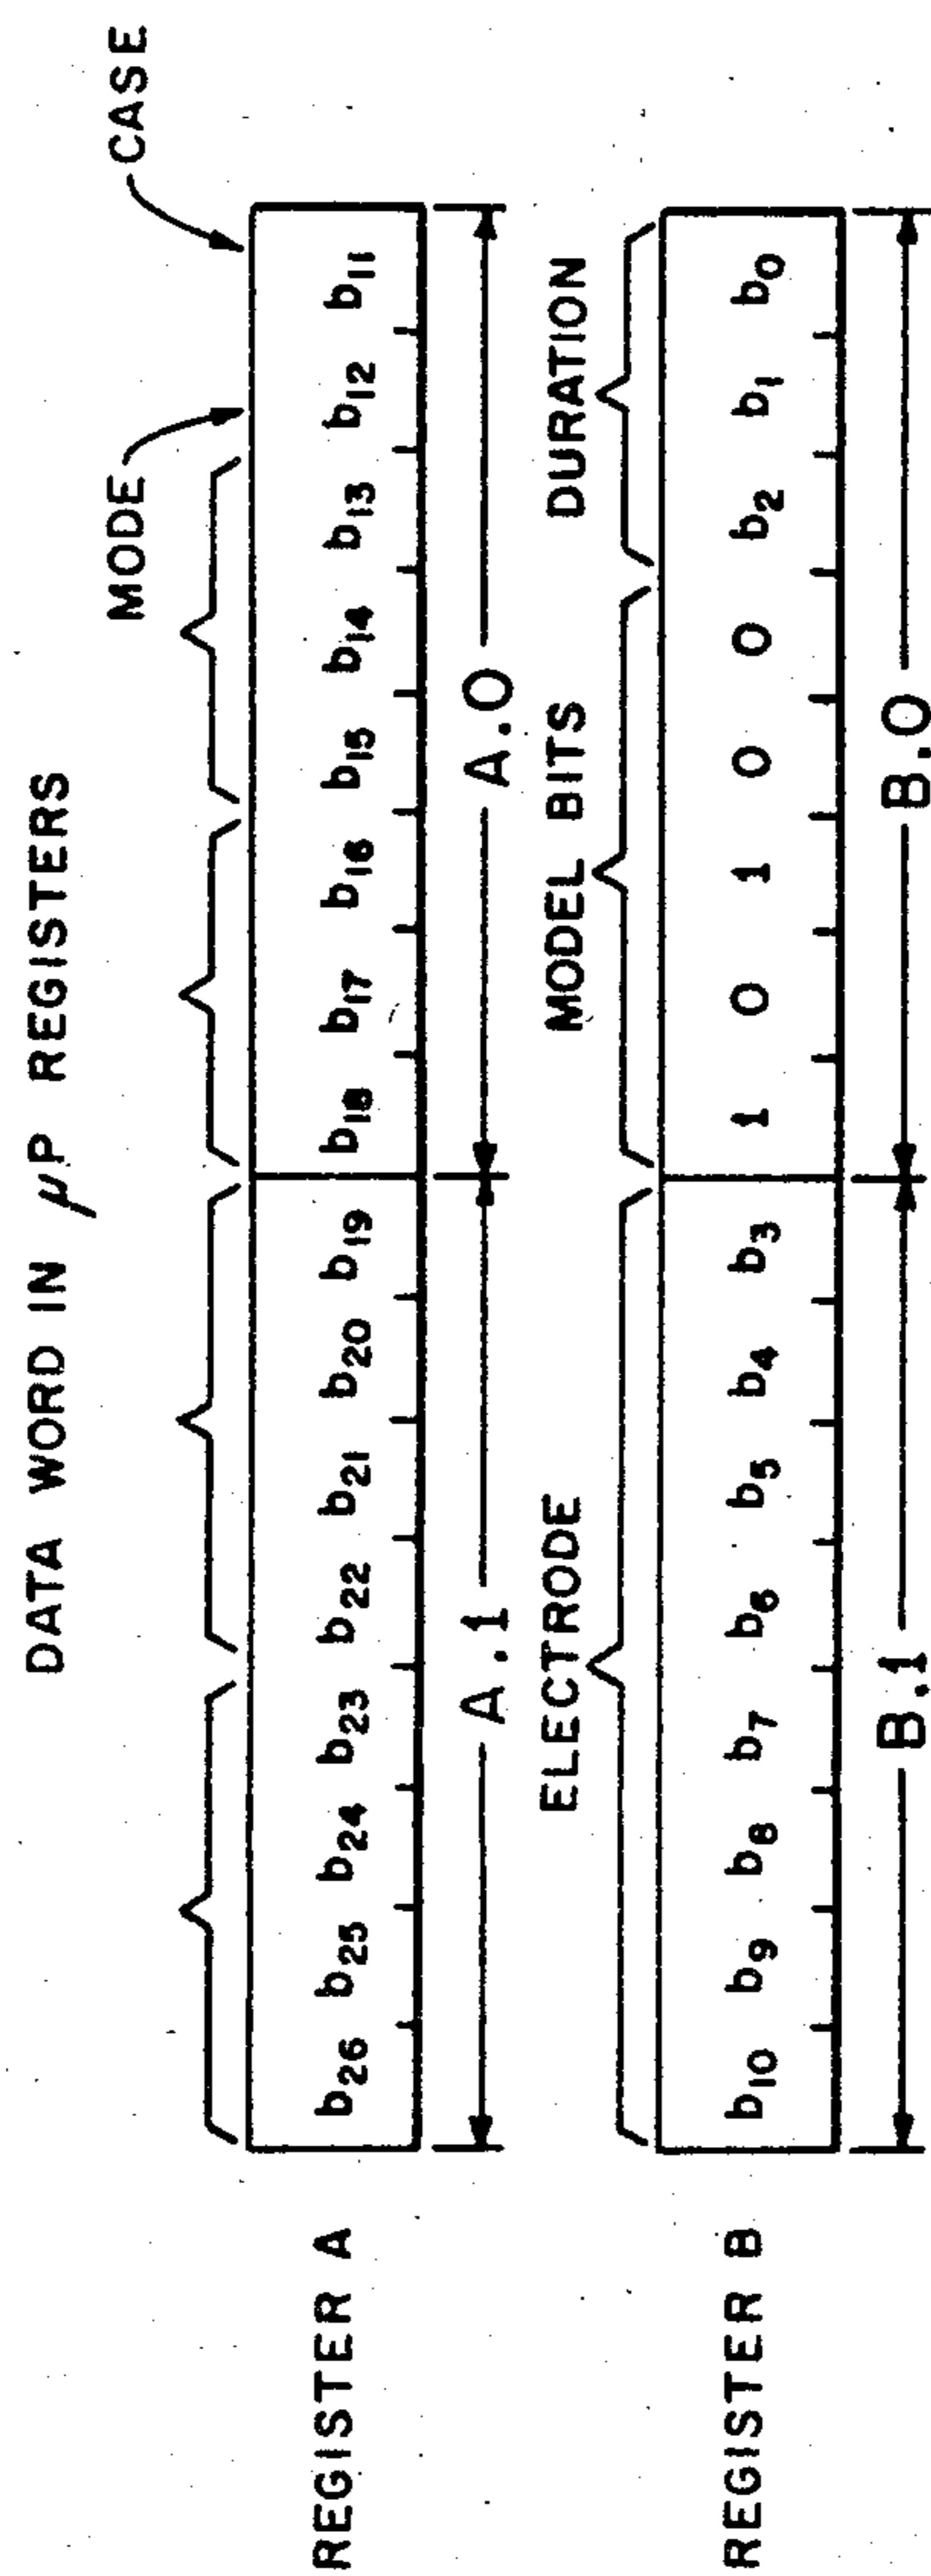 DATA WORD IN μP REGISTERS
MODE CASE
REGISTER A b26 b25 b24 b23 b22 b21 b20 b19 b18 b17 b16 b15 b14 b13 b12 b11
A.1 A.0
ELECTRODE MODEL BITS DURATION
REGISTER B b10 b9 b8 b7 b6 b5 b4 b3 1 0 1 0 0 b2 b1 b0
B.1 B.0